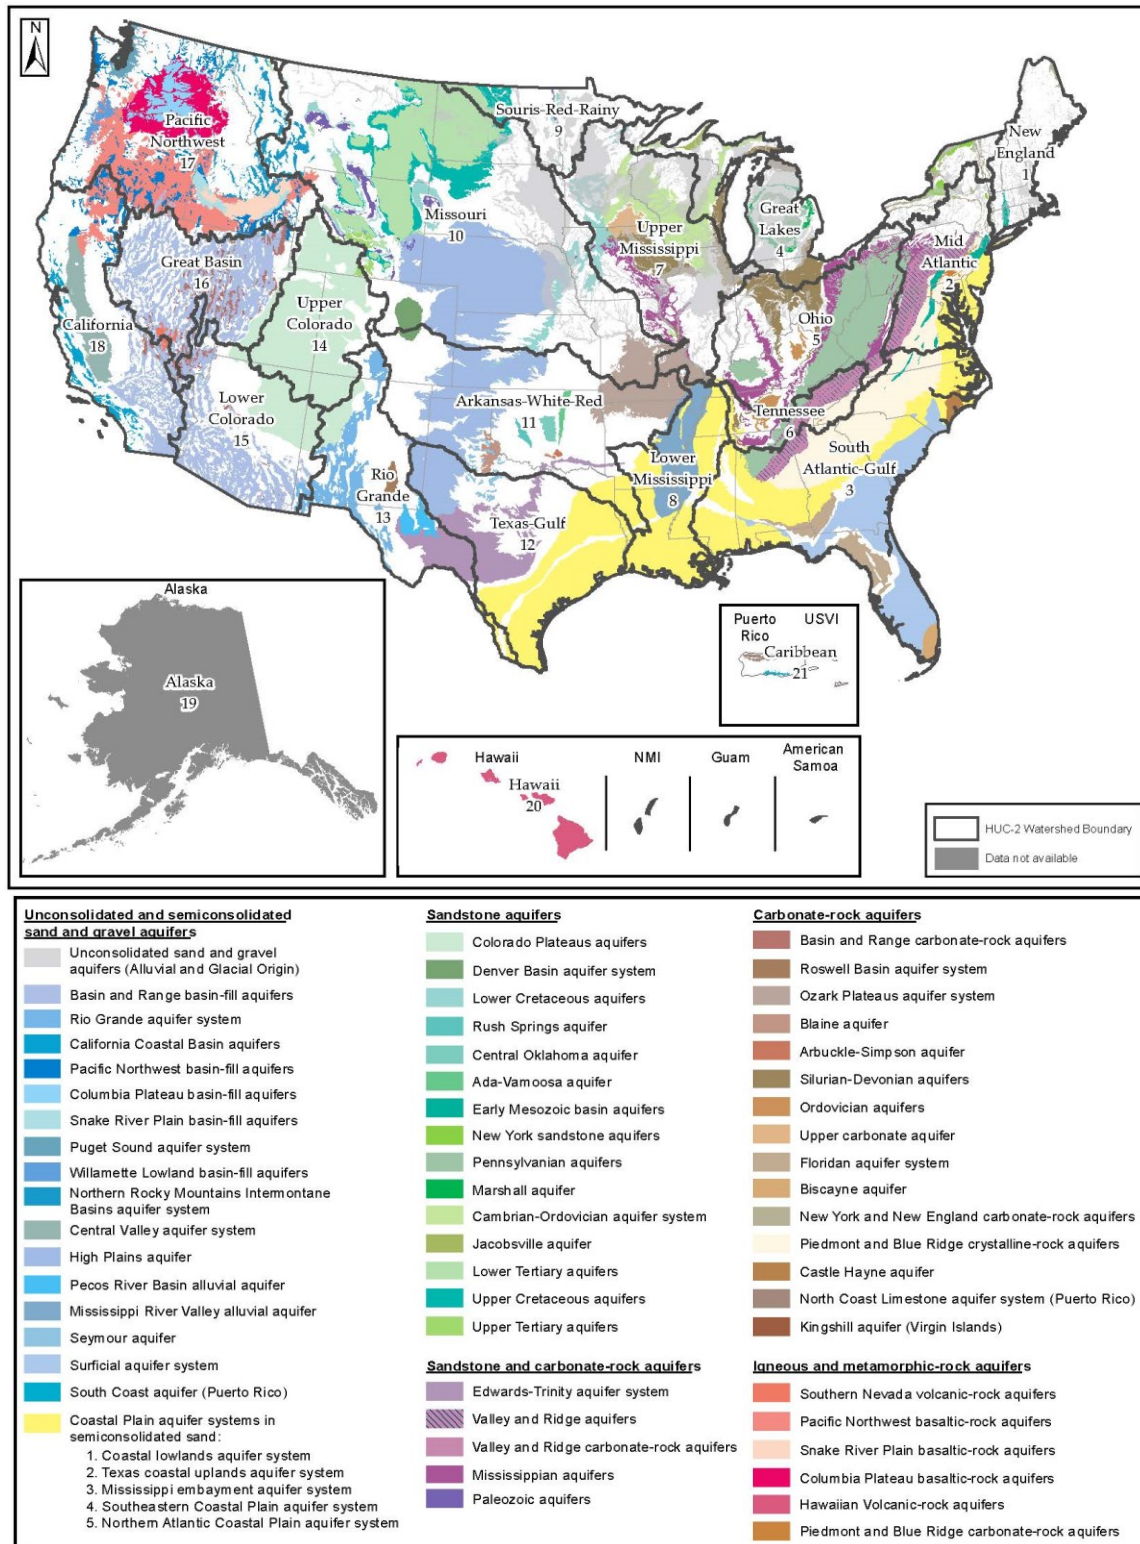 N
Pacific
Northwest
17
Souris-Red-Rainy
9
New
England
1
Missouri
10
Upper
Mississippi
7
Great
Lakes
4
Mid
Atlantic
2
Great Basin
16
Upper
Colorado
14
Ohio
5
California
18
Lower
Colorado
15
Arkansas-White-Red
11
Tennessee
6
South
Atlantic-Gulf
3
Lower
Mississippi
8
Rio
Grande
13
Texas-Gulf
12
Alaska
Alaska
19
Puerto
Rico
USVI
Caribbean
21
Hawaii
Hawaii
20
NMI
Guam
American
Samoa
HUC-2 Watershed Boundary
Data not available
Unconsolidated and semiconsolidated
sand and gravel aquifers
Unconsolidated sand and gravel
aquifers (Alluvial and Glacial Origin)
Basin and Range basin-fill aquifers
Rio Grande aquifer system
California Coastal Basin aquifers
Pacific Northwest basin-fill aquifers
Columbia Plateau basin-fill aquifers
Snake River Plain basin-fill aquifers
Puget Sound aquifer system
Willamette Lowland basin-fill aquifers
Northern Rocky Mountains Intermontane
Basins aquifer system
Central Valley aquifer system
High Plains aquifer
Pecos River Basin alluvial aquifer
Mississippi River Valley alluvial aquifer
Seymour aquifer
Surficial aquifer system
South Coast aquifer (Puerto Rico)
Coastal Plain aquifer systems in
semiconsolidated sand:
1. Coastal lowlands aquifer system
2. Texas coastal uplands aquifer system
3. Mississippi embayment aquifer system
4. Southeastern Coastal Plain aquifer system
5. Northern Atlantic Coastal Plain aquifer system
Sandstone aquifers
Colorado Plateaus aquifers
Denver Basin aquifer system
Lower Cretaceous aquifers
Rush Springs aquifer
Central Oklahoma aquifer
Ada-Vamoosa aquifer
Early Mesozoic basin aquifers
New York sandstone aquifers
Pennsylvanian aquifers
Marshall aquifer
Cambrian-Ordovician aquifer system
Jacobsville aquifer
Lower Tertiary aquifers
Upper Cretaceous aquifers
Upper Tertiary aquifers
Sandstone and carbonate-rock aquifers
Edwards-Trinity aquifer system
Valley and Ridge aquifers
Valley and Ridge carbonate-rock aquifers
Mississippian aquifers
Paleozoic aquifers
Carbonate-rock aquifers
Basin and Range carbonate-rock aquifers
Roswell Basin aquifer system
Ozark Plateaus aquifer system
Blaine aquifer
Arbuckle-Simpson aquifer
Silurian-Devonian aquifers
Ordovician aquifers
Upper carbonate aquifer
Floridan aquifer system
Biscayne aquifer
New York and New England carbonate-rock aquifers
Piedmont and Blue Ridge crystalline-rock aquifers
Castle Hayne aquifer
North Coast Limestone aquifer system (Puerto Rico)
Kingshill aquifer (Virgin Islands)
Igneous and metamorphic-rock aquifers
Southern Nevada volcanic-rock aquifers
Pacific Northwest basaltic-rock aquifers
Snake River Plain basaltic-rock aquifers
Columbia Plateau basaltic-rock aquifers
Hawaiian Volcanic-rock aquifers
Piedmont and Blue Ridge carbonate-rock aquifers